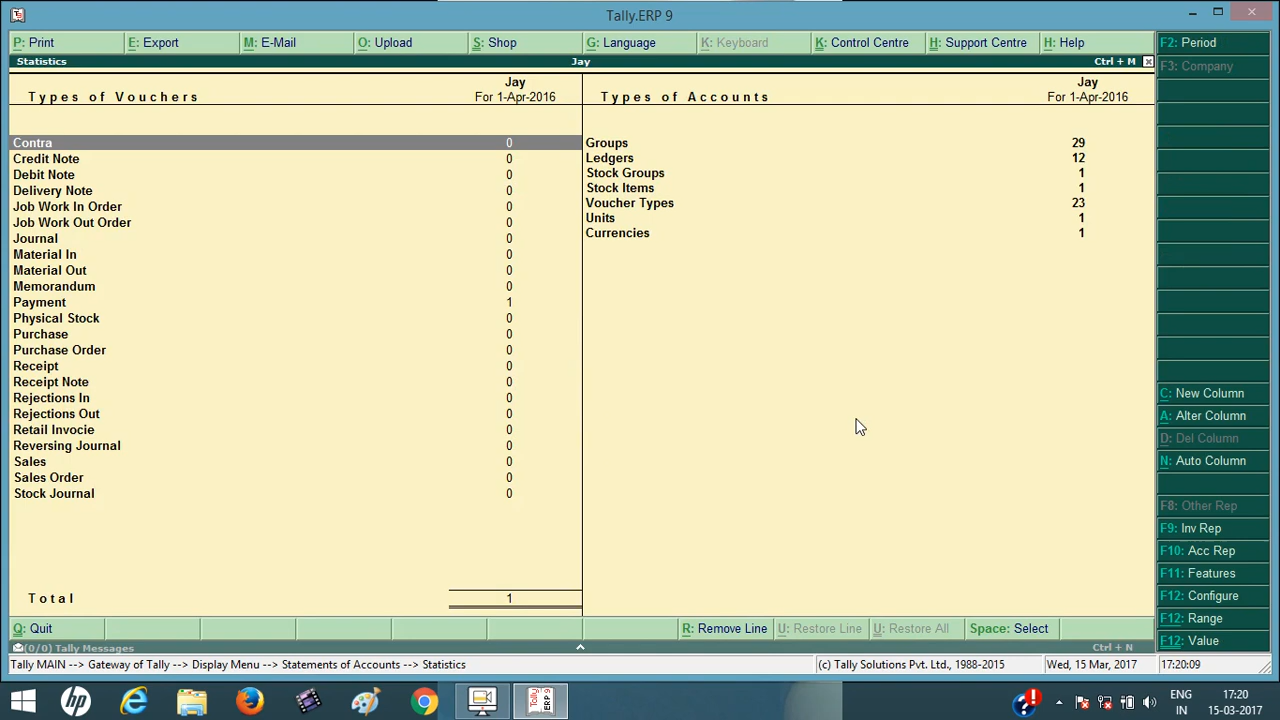 Tally.ERP 9
P: Print E: Export M: E-Mail O: Upload S: Shop G: Language K: Keyboard K: Control Centre H: Support Centre H: Help
Statistics Jay Ctrl + M
Types of Vouchers
Jay
For 1-Apr-2016
Contra 0
Credit Note 0
Debit Note 0
Delivery Note 0
Job Work In Order 0
Job Work Out Order 0
Journal 0
Material In 0
Material Out 0
Memorandum 0
Payment 1
Physical Stock 0
Purchase 0
Purchase Order 0
Receipt 0
Receipt Note 0
Rejections In 0
Rejections Out 0
Retail Invocie 0
Reversing Journal 0
Sales 0
Sales Order 0
Stock Journal 0
Total 1
Types of Accounts
Jay
For 1-Apr-2016
Groups 29
Ledgers 12
Stock Groups 1
Stock Items 1
Voucher Types 23
Units 1
Currencies 1
F2: Period
F3: Company
C: New Column
A: Alter Column
D: Del Column
N: Auto Column
F8: Other Rep
F9: Inv Rep
F10: Acc Rep
F11: Features
F12: Configure
F12: Range
F12: Value
Q: Quit R: Remove Line U: Restore Line U: Restore All Space: Select
(0/0) Tally Messages Ctrl + N
Tally MAIN --> Gateway of Tally --> Display Menu --> Statements of Accounts --> Statistics (c) Tally Solutions Pvt. Ltd., 1988-2015 Wed, 15 Mar, 2017 17:20:09
hp
Tally
ERP 9
ENG
IN
17:20
15-03-2017